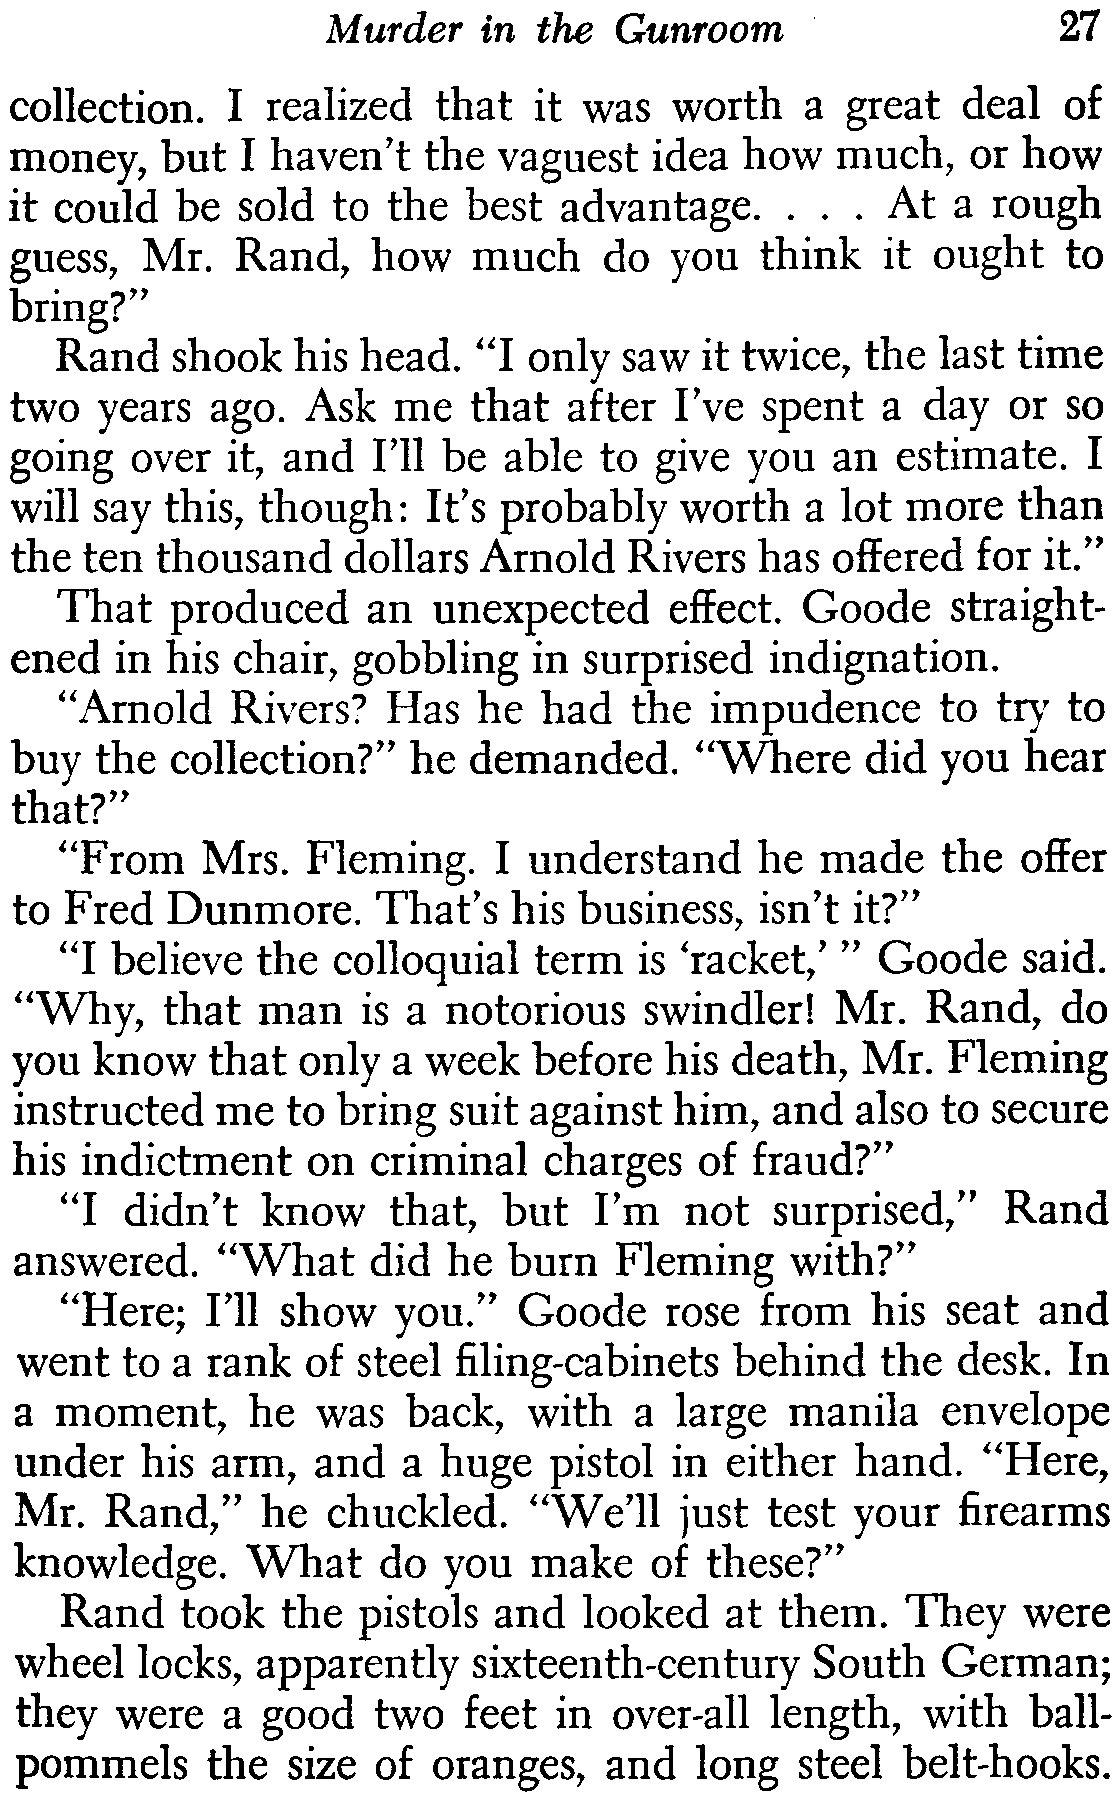 Murder in the Gunroom 27
collection. I realized that it was worth a great deal of
money, but I haven't the vaguest idea how much, or how
it could be sold to the best advantage. . . . At a rough
guess, Mr. Rand, how much do you think it ought to
bring?"
Rand shook his head. "I only saw it twice, the last time
two years ago. Ask me that after I've spent a day or so
going over it, and I'll be able to give you an estimate. I
will say this, though: It's probably worth a lot more than
the ten thousand dollars Arnold Rivers has offered for it."
That produced an unexpected effect. Goode straight-
ened in his chair, gobbling in surprised indignation.
"Arnold Rivers? Has he had the impudence to try to
buy the collection?" he demanded. "Where did you hear
that?"
"From Mrs. Fleming. I understand he made the offer
to Fred Dunmore. That's his business, isn't it?"
"I believe the colloquial term is 'racket,' " Goode said.
"Why, that man is a notorious swindler! Mr. Rand, do
you know that only a week before his death, Mr. Fleming
instructed me to bring suit against him, and also to secure
his indictment on criminal charges of fraud?"
"I didn't know that, but I'm not surprised," Rand
answered. "What did he burn Fleming with?"
"Here; I'll show you." Goode rose from his seat and
went to a rank of steel filing-cabinets behind the desk. In
a moment, he was back, with a large manila envelope
under his arm, and a huge pistol in either hand. "Here,
Mr. Rand," he chuckled. "We'll just test your firearms
knowledge. What do you make of these?"
Rand took the pistols and looked at them. They were
wheel locks, apparently sixteenth-century South German;
they were a good two feet in over-all length, with ball-
pommels the size of oranges, and long steel belt-hooks.